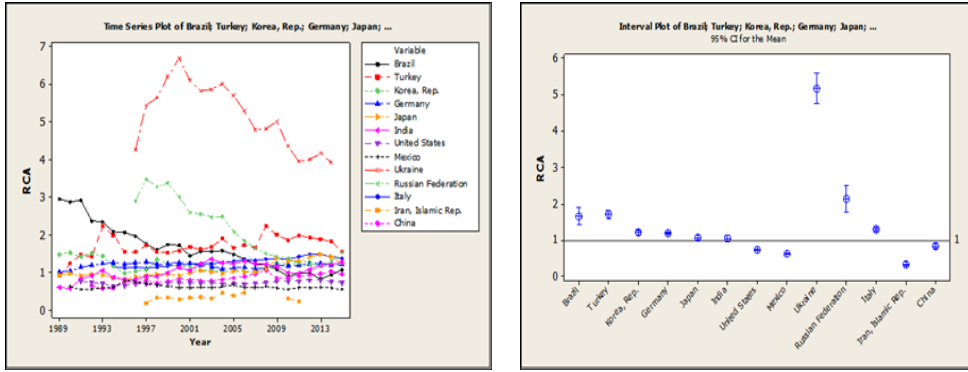 Time Series Plot of Brazil; Turkey; Korea, Rep.; Germany; Japan; ...
7
6
5
4
3
2
1
0
RCA
1989 1993 1997 2001 2005 2009 2013
Year
Variable
Brazil
Turkey
Korea, Rep.
Germany
Japan
India
United States
Mexico
Ukraine
Russian Federation
Italy
Iran, Islamic Rep.
China
Interval Plot of Brazil; Turkey; Korea, Rep.; Germany; Japan; ...
95% CI for the Mean
6
5
4
3
2
1
0
RCA
1
Brazil
Turkey
Korea, Rep.
Germany
Japan
India
United States
Mexico
Ukraine
Russian Federation
Italy
Iran, Islamic Rep.
China